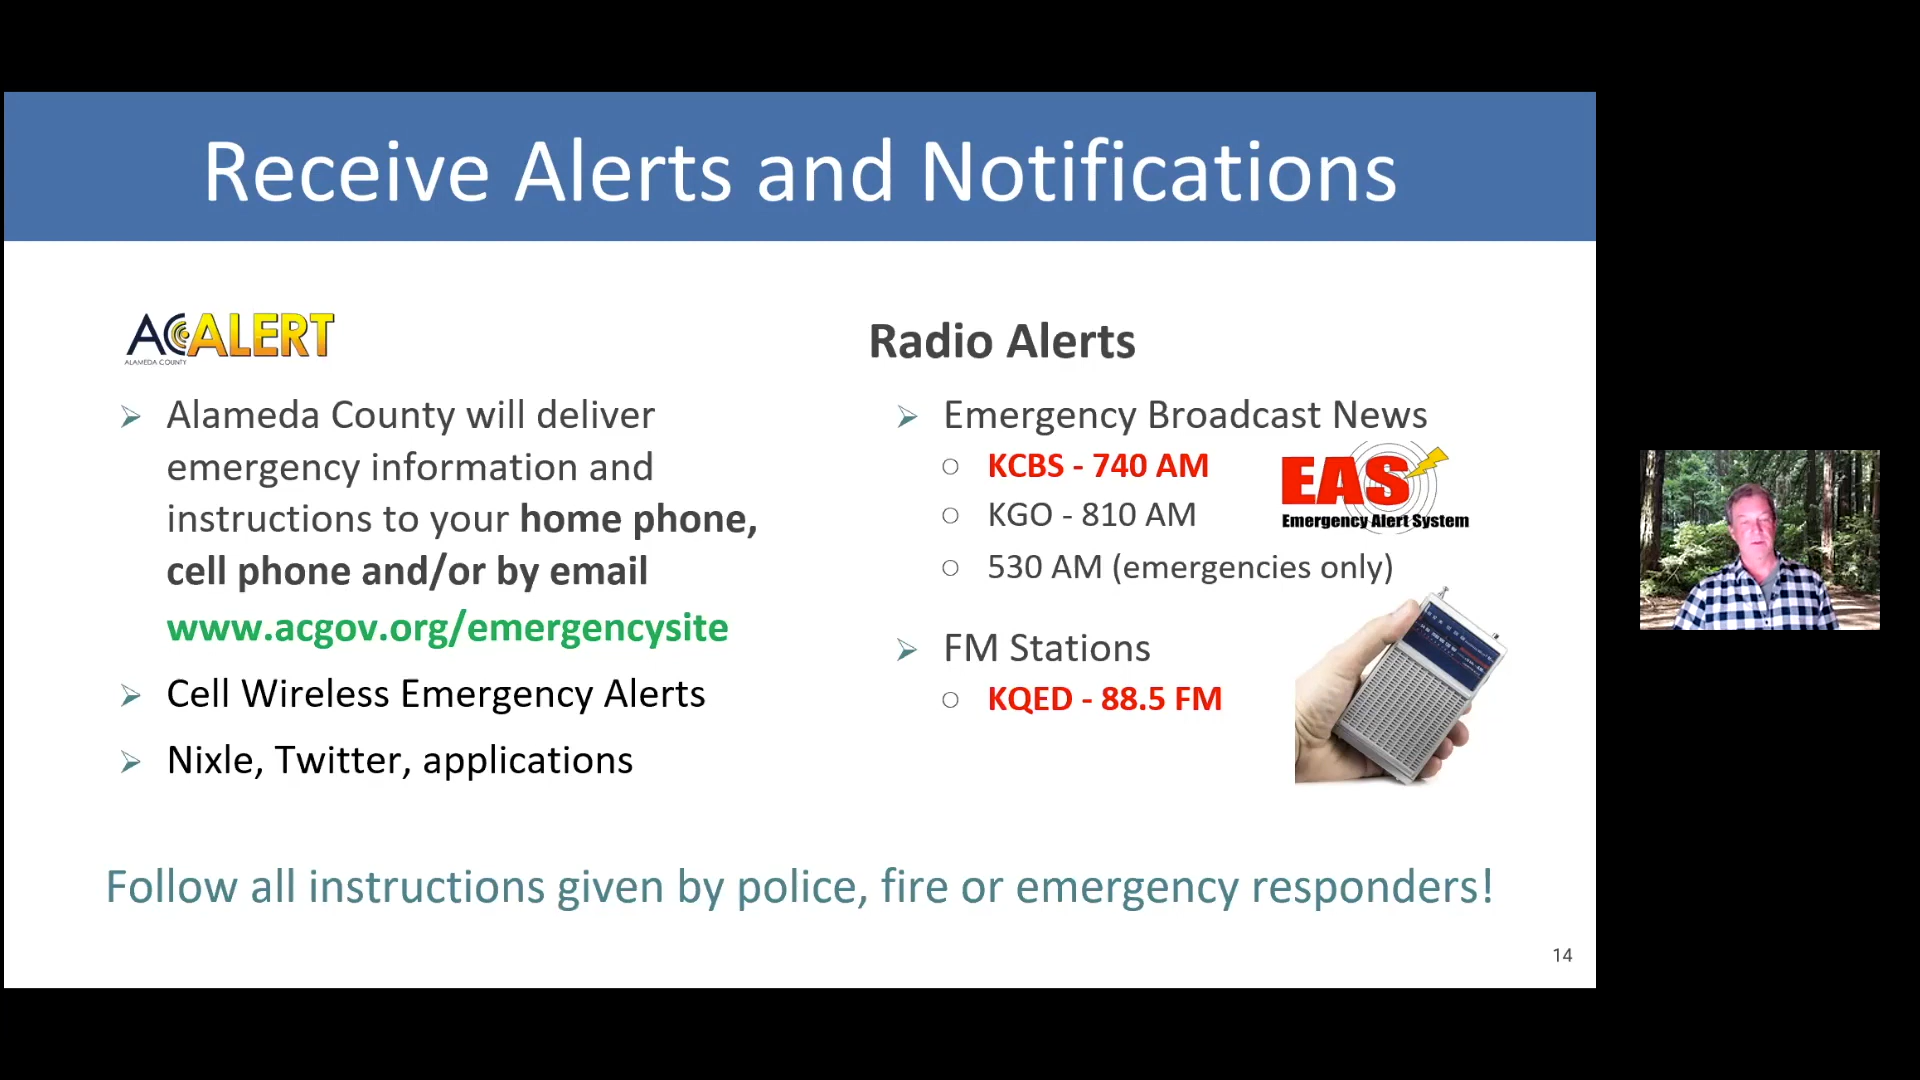 Receive Alerts and Notifications
AC ALERT
ALAMEDA COUNTY
Alameda County will deliver
emergency information and
instructions to your home phone,
cell phone and/or by email
www.acgov.org/emergencysite
Cell Wireless Emergency Alerts
Nixle, Twitter, applications
Radio Alerts
Emergency Broadcast News
KCBS - 740 AM
KGO - 810 AM
530 AM (emergencies only)
EAS
Emergency Alert System
FM Stations
KQED - 88.5 FM
Follow all instructions given by police, fire or emergency responders!
14